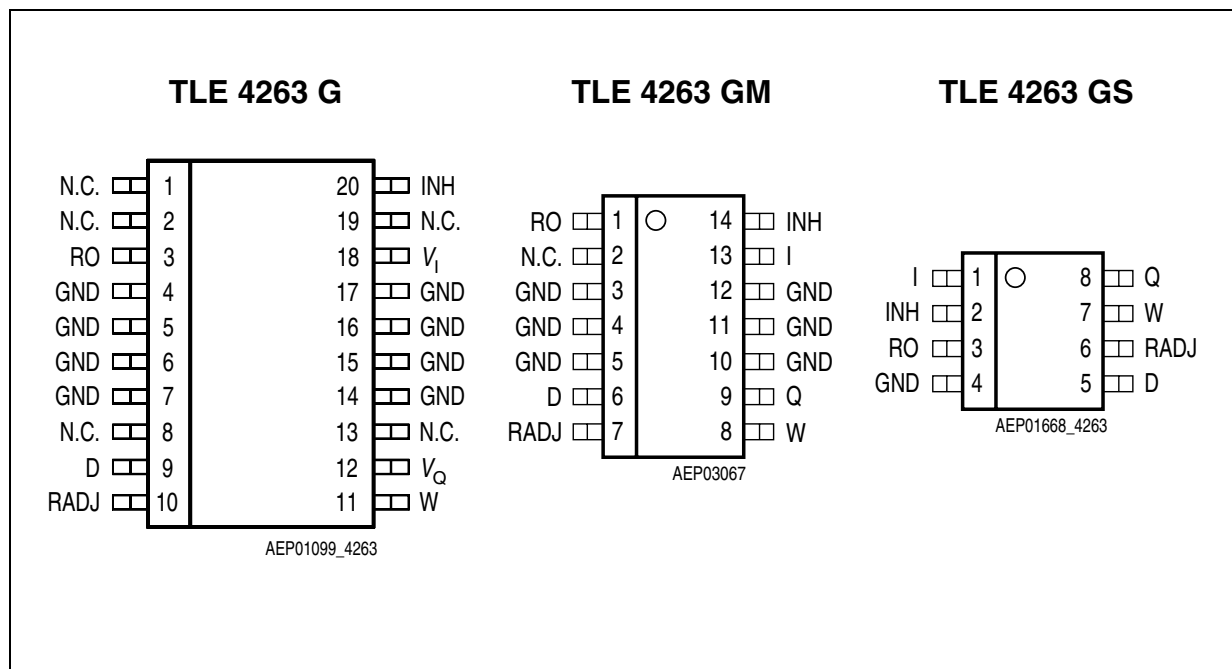 TLE 4263 G
N.C. 1 20 INH
N.C. 2 19 N.C.
RO 3 18 VI
GND 4 17 GND
GND 5 16 GND
GND 6 15 GND
GND 7 14 GND
N.C. 8 13 N.C.
D 9 12 VQ
RADJ 10 11 W
AEP01099_4263
TLE 4263 GM
RO 1 14 INH
N.C. 2 13 I
GND 3 12 GND
GND 4 11 GND
GND 5 10 GND
D 6 9 Q
RADJ 7 8 W
AEP03067
TLE 4263 GS
I 1 8 Q
INH 2 7 W
RO 3 6 RADJ
GND 4 5 D
AEP01668_4263